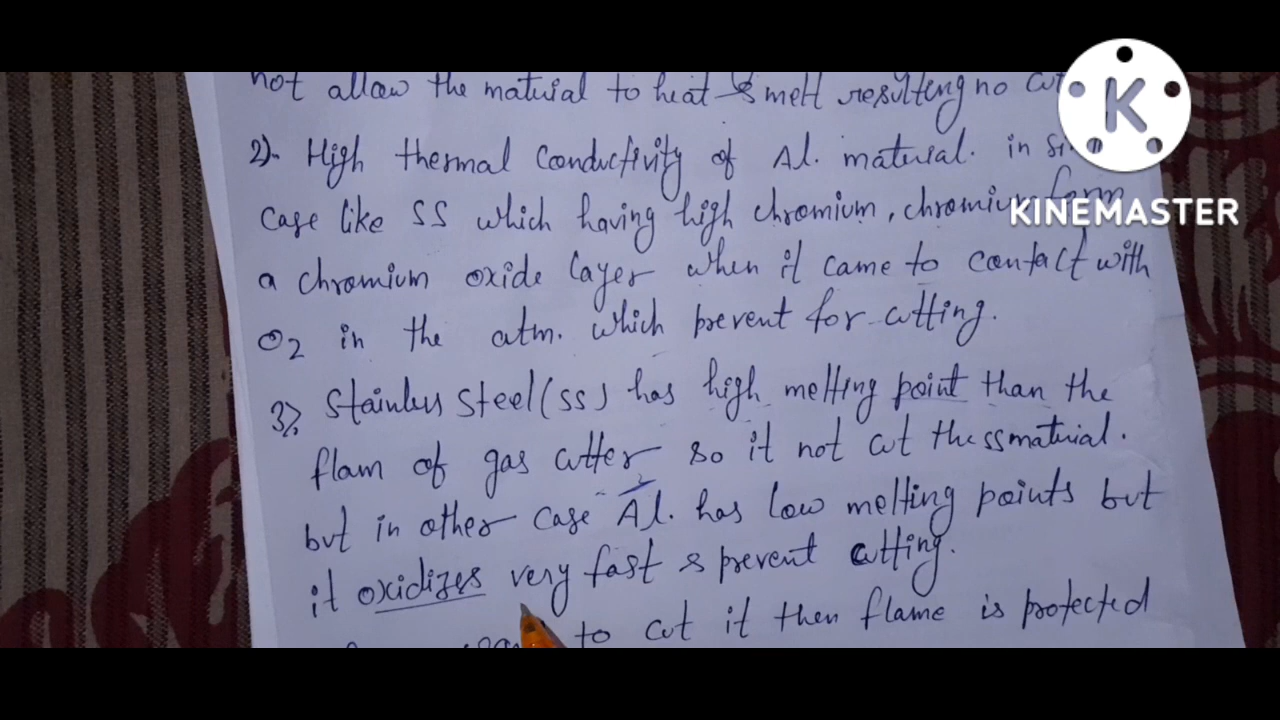 not allow the material to heat & melt resulting no
2). High thermal conductivity of Al. material. in
case like SS which having high chromium, chromium form
a chromium oxide layer when it came to contact with
O2 in the atm. which prevent for cutting.
3). Stainless Steel (SS) has high melting point than the
flam of gas cutter so it not cut the ss material.
but in other case Al. has low melting points but
it oxidizes very fast & prevent cutting.
to cut it then flame is protected
K
KINEMASTER